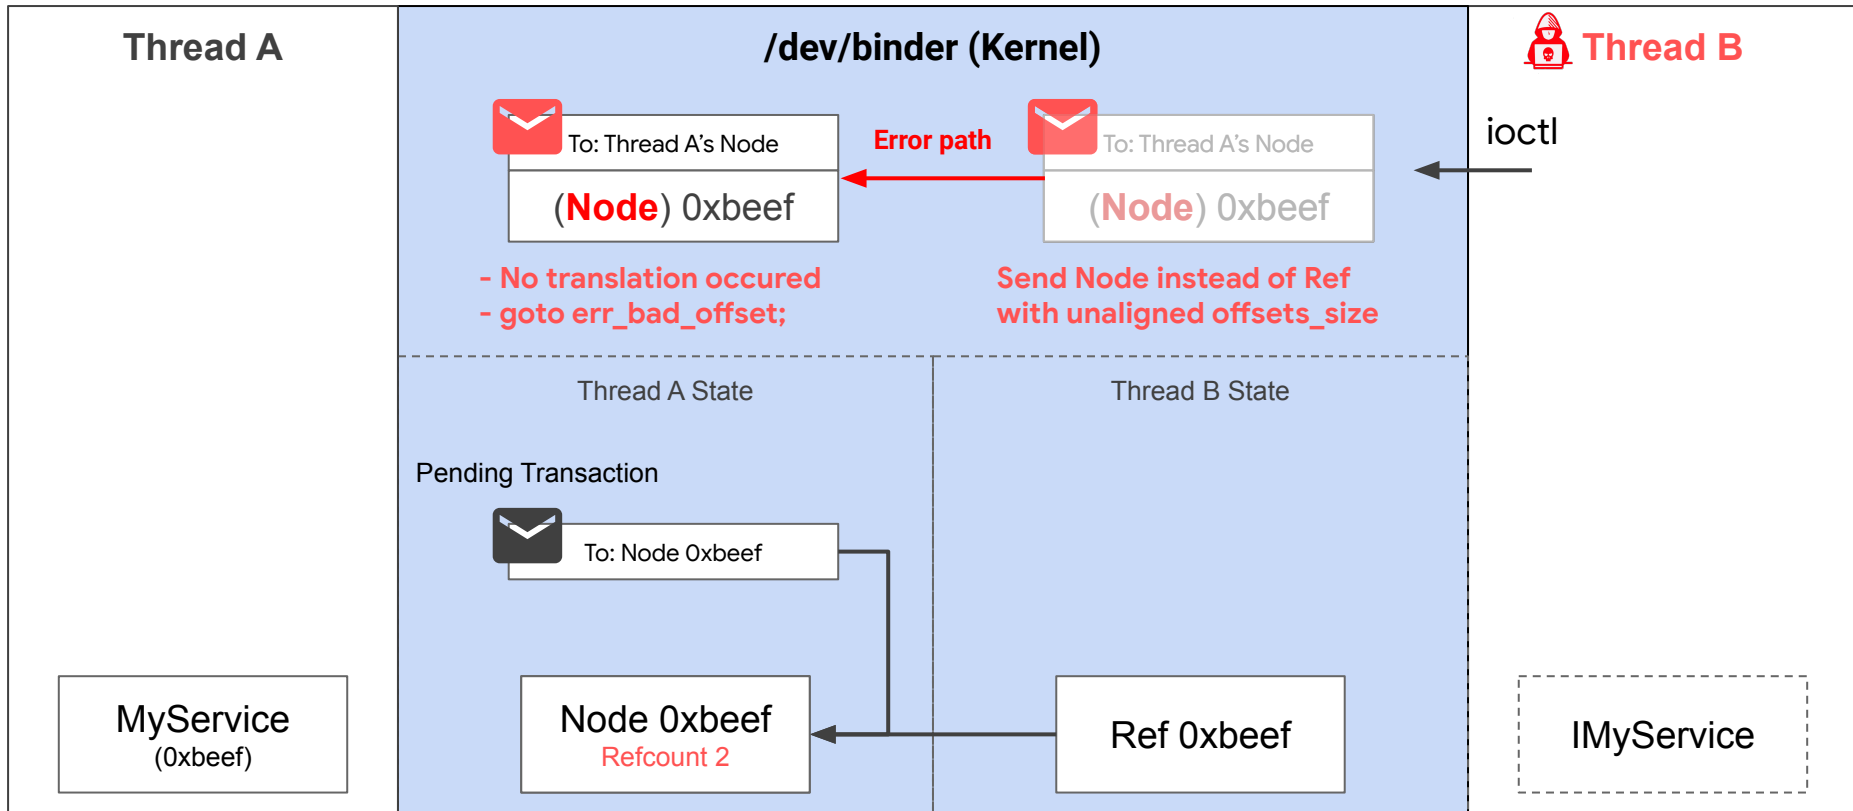 Thread A
/dev/binder (Kernel)
Thread B
To: Thread A's Node
(Node) 0xbeef
Error path
To: Thread A's Node
(Node) 0xbeef
ioctl
- No translation occured
- goto err_bad_offset;
Send Node instead of Ref
with unaligned offsets_size
Thread A State
Thread B State
Pending Transaction
To: Node 0xbeef
MyService
(0xbeef)
Node 0xbeef
Refcount 2
Ref 0xbeef
IMyService